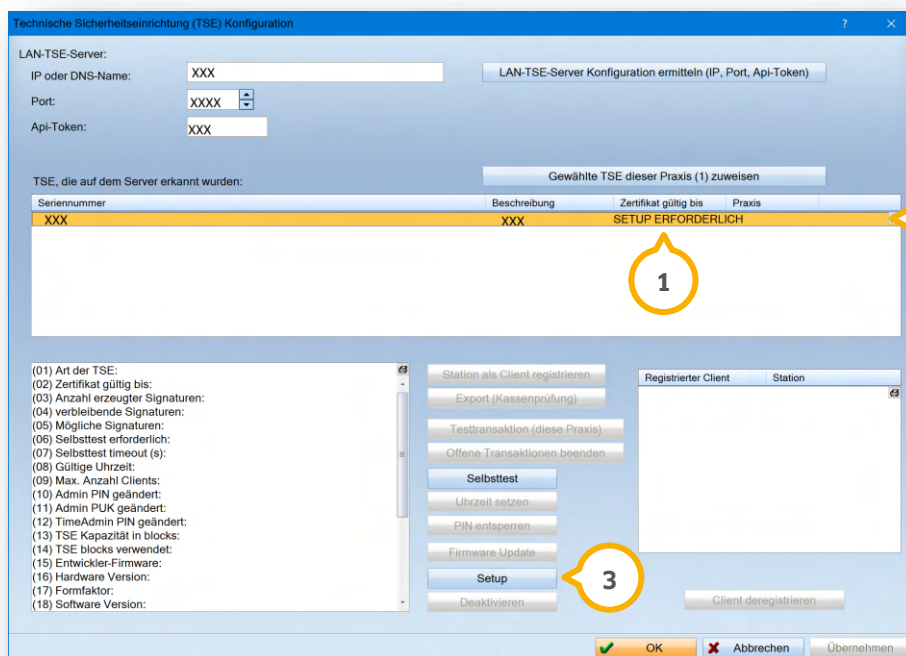 Technische Sicherheitseinrichtung (TSE) Konfiguration ? ×
LAN-TSE-Server:
IP oder DNS-Name: XXX LAN-TSE-Server Konfiguration ermitteln (IP, Port, Api-Token)
Port: XXXX
Api-Token: XXX
TSE, die auf dem Server erkannt wurden: Gewählte TSE dieser Praxis (1) zuweisen
Seriennummer Beschreibung Zertifikat gültig bis Praxis
XXX XXX SETUP ERFORDERLICH
1
(01) Art der TSE:
(02) Zertifikat gültig bis:
(03) Anzahl erzeugter Signaturen:
(04) verbleibende Signaturen:
(05) Mögliche Signaturen:
(06) Selbsttest erforderlich:
(07) Selbsttest timeout (s):
(08) Gültige Uhrzeit:
(09) Max. Anzahl Clients:
(10) Admin PIN geändert:
(11) Admin PUK geändert:
(12) TimeAdmin PIN geändert:
(13) TSE Kapazität in blocks:
(14) TSE blocks verwendet:
(15) Entwickler-Firmware:
(16) Hardware Version:
(17) Formfaktor:
(18) Software Version:
Station als Client registrieren
Export (Kassenprüfung)
Testtransaktion (diese Praxis)
Offene Transaktionen beenden
Selbsttest
Uhrzeit setzen
PIN entsperren
Firmware Update
Setup
3
Deaktivieren
Registrierter Client Station
Client deregistrieren
OK Abbrechen Übernehmen